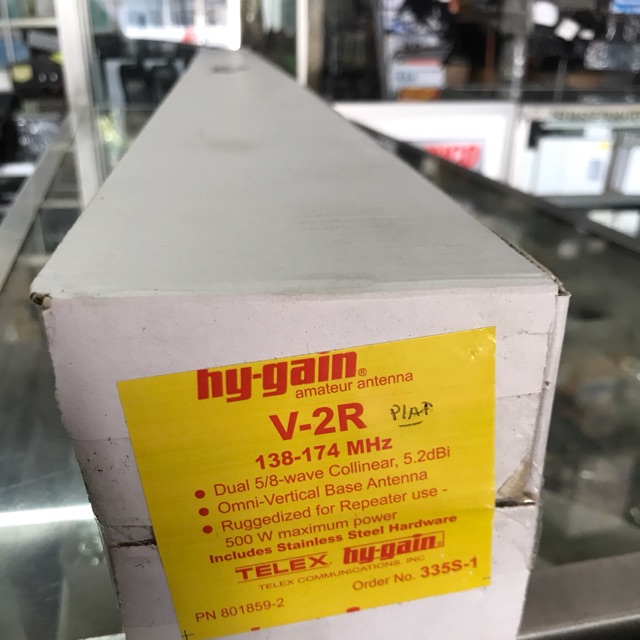 hy-gain®
amateur antenna
V-2R
138-174 MHz
• Dual 5/8-wave Collinear, 5.2dBi
• Omni-Vertical Base Antenna
• Ruggedized for Repeater use -
500 W maximum power
Includes Stainless Steel Hardware
TELEX hy-gain®
TELEX COMMUNICATIONS, INC
Order No. 335S-1
PN 801859-2